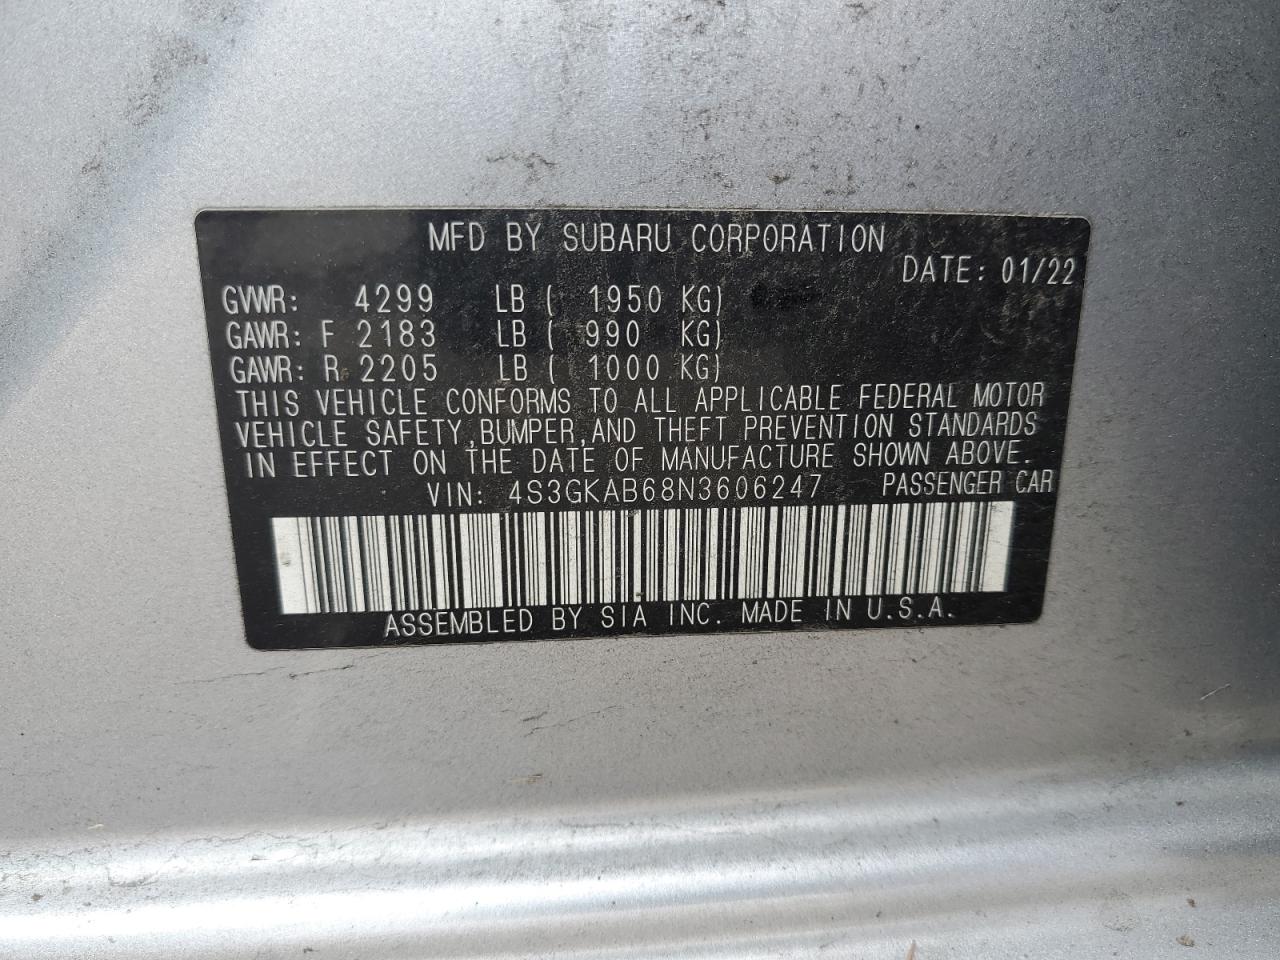 MFD BY SUBARU CORPORATION
DATE: 01/22
GVWR: 4299 LB ( 1950 KG)
GAWR: F 2183 LB ( 990 KG)
GAWR: R 2205 LB ( 1000 KG)
THIS VEHICLE CONFORMS TO ALL APPLICABLE FEDERAL MOTOR
VEHICLE SAFETY,BUMPER,AND THEFT PREVENTION STANDARDS
IN EFFECT ON THE DATE OF MANUFACTURE SHOWN ABOVE.
VIN: 4S3GKAB68N3606247 PASSENGER CAR
ASSEMBLED BY SIA INC. MADE IN U.S.A.